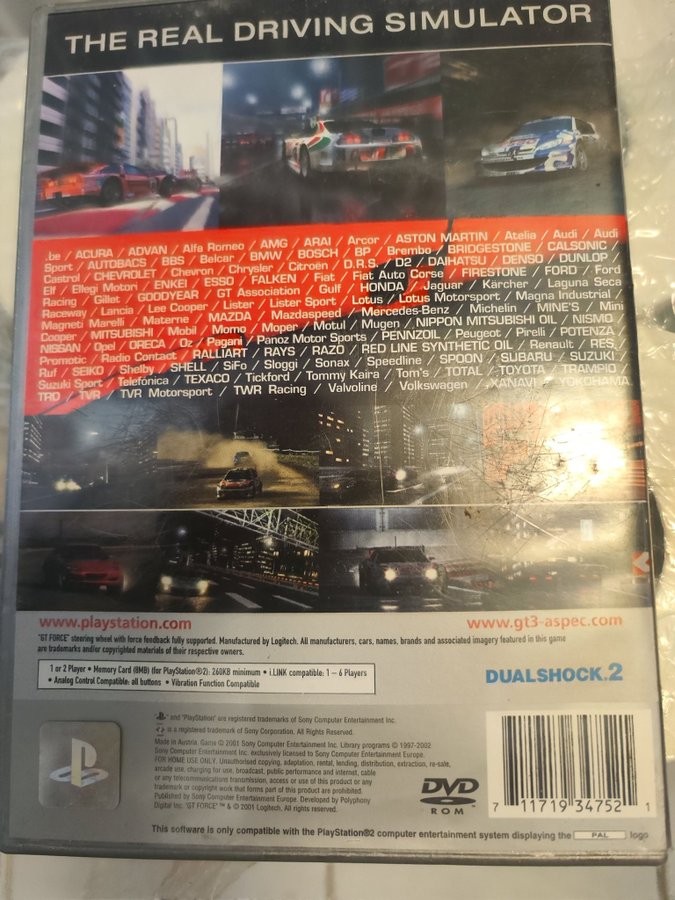 THE REAL DRIVING SIMULATOR
.be / ACURA / ADVAN / Alfa Romeo / AMG / ARAI / Arcor / ASTON MARTIN / Atelia / Audi / Audi
Sport / AUTOBACS / BBS / Belcar / BMW / BOSCH / BP / Brembo / BRIDGESTONE / CALSONIC /
Castrol / CHEVROLET / Chevron / Chrysler / Citroën / D.R.S. / D2 / DAIHATSU / DENSO / DUNLOP
Elf / Ellegi Motori / ENKEI / ESSO / FALKEN / Fiat / Fiat Auto Corse / FIRESTONE / FORD / Ford
Racing / Gillet / GOODYEAR / GT Association / Gulf / HONDA / Jaguar / Kärcher / Laguna Seca
Raceway / Lancia / Lee Cooper / Lister / Lister Sport / Lotus / Lotus Motorsport / Magna Industrial /
Magneti Marelli / Materne / MAZDA / Mazdaspeed / Mercedes-Benz / Michelin / MINE'S / Mini
Cooper / MITSUBISHI / Mobil / Momo / Moper / Motul / Mugen / NIPPON MITSUBISHI OIL / NISMO /
NISSAN / Opel / ORECA / Oz / Pagani / Panoz Motor Sports / PENNZOIL / Peugeot / Pirelli / POTENZA
Promotic / Radio Contact / RALLIART / RAYS / RAZO / RED LINE SYNTHETIC OIL / Renault / RES.
Ruf / SEIKO / Shelby / SHELL / SiFo / Sloggi / Sonax / Speedline / SPOON / SUBARU / SUZUKI /
Suzuki Sport / Telefónica / TEXACO / Tickford / Tommy Kaira / Tom's / TOTAL / TOYOTA / TRAMPIO /
TRD / TVR / TVR Motorsport / TWR Racing / Valvoline / Volkswagen / XANAVI / YOKOHAMA
www.playstation.com
www.gt3-aspec.com
"GT FORCE" steering wheel with force feedback fully supported. Manufactured by Logitech. All manufacturers, cars, names, brands and associated imagery featured in this game
are trademarks and/or copyrighted materials of their respective owners.
1 or 2 Player • Memory Card (8MB) (for PlayStation®2): 260KB minimum • i.LINK compatible: 1 – 6 Players
• Analog Control Compatible: all buttons • Vibration Function Compatible
DUALSHOCK.2
and "PlayStation" are registered trademarks of Sony Computer Entertainment Inc.
is a registered trademark of Sony Corporation. All Rights Reserved.
Made in Austria. Game © 2001 Sony Computer Entertainment Inc. Library programs © 1997-2002
Sony Computer Entertainment Inc. exclusively licensed to Sony Computer Entertainment Europe.
FOR HOME USE ONLY. Unauthorised copying, adaptation, rental, lending, distribution, extraction, re-sale,
arcade use, charging for use, broadcast, public performance and internet, cable
or any telecommunications transmission, access or use of this product or any
trademark or copyright work that forms part of this product are prohibited.
Published by Sony Computer Entertainment Europe. Developed by Polyphony
Digital Inc. "GT FORCE" ™ & © 2001 Logitech. All rights reserved.
DVD
ROM
7 11719 34752 1
This software is only compatible with the PlayStation®2 computer entertainment system displaying the PAL logo